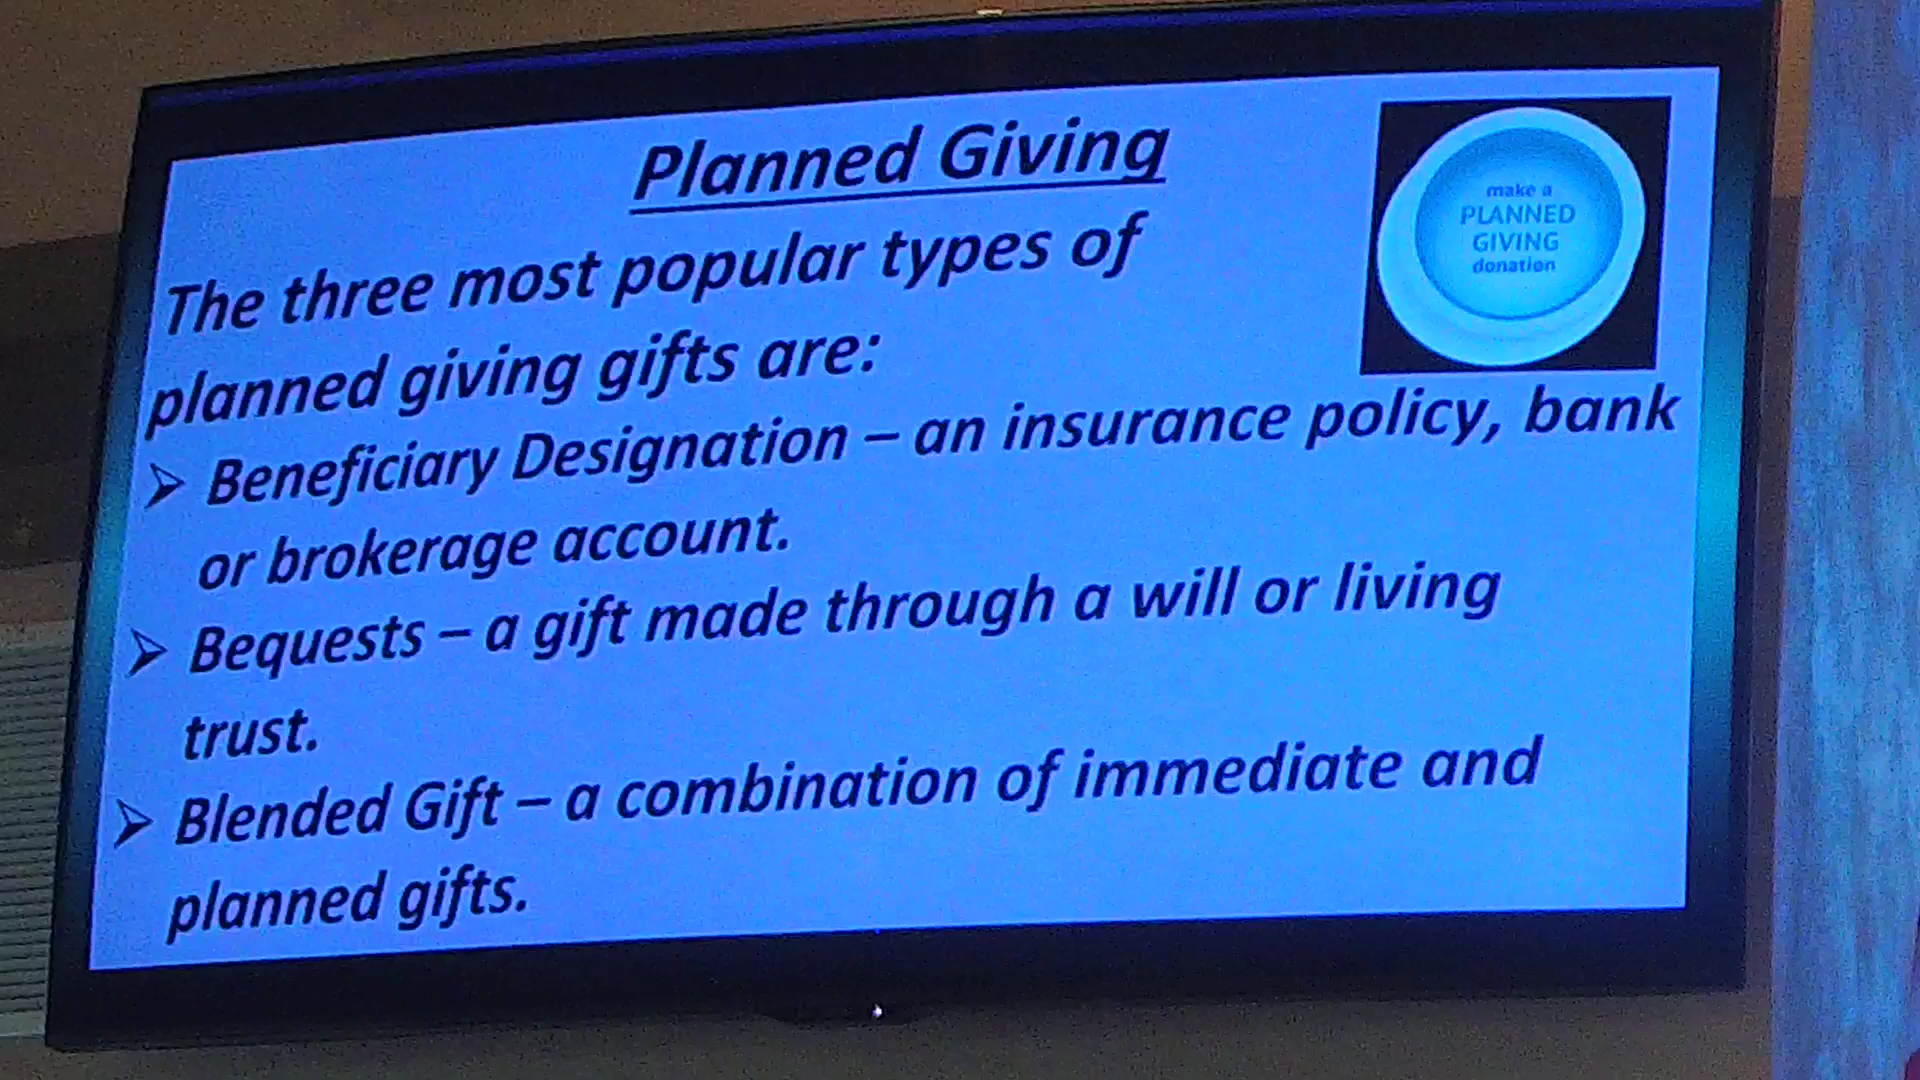 Planned Giving
make a
PLANNED
GIVING
donation
The three most popular types of
planned giving gifts are:
➢ Beneficiary Designation – an insurance policy, bank
or brokerage account.
➢ Bequests – a gift made through a will or living
trust.
➢ Blended Gift – a combination of immediate and
planned gifts.